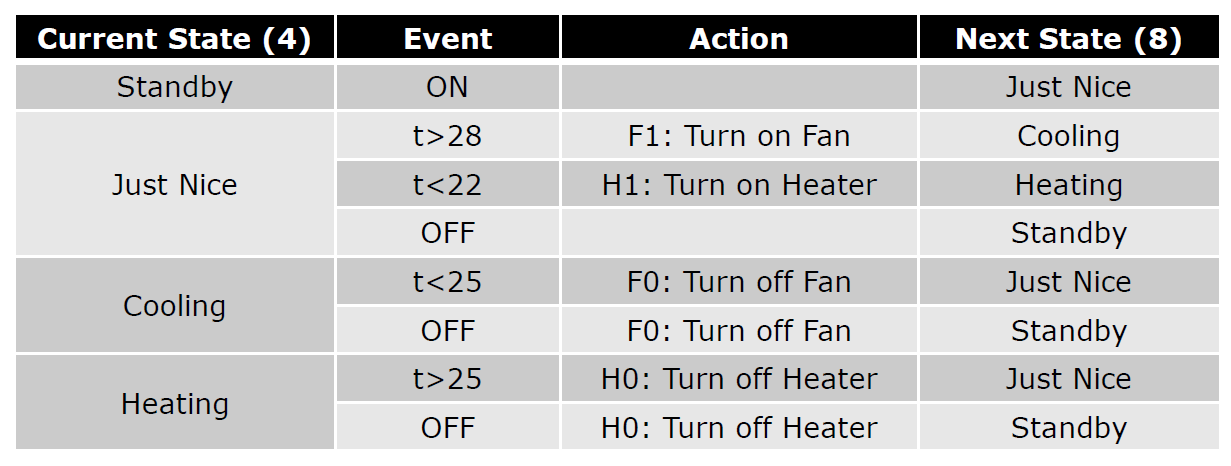 Current State (4) Event Action Next State (8)
Standby ON Just Nice
t>28 F1: Turn on Fan Cooling
Just Nice t<22 H1: Turn on Heater Heating
OFF Standby
Cooling t<25 F0: Turn off Fan Just Nice
OFF F0: Turn off Fan Standby
Heating t>25 H0: Turn off Heater Just Nice
OFF H0: Turn off Heater Standby